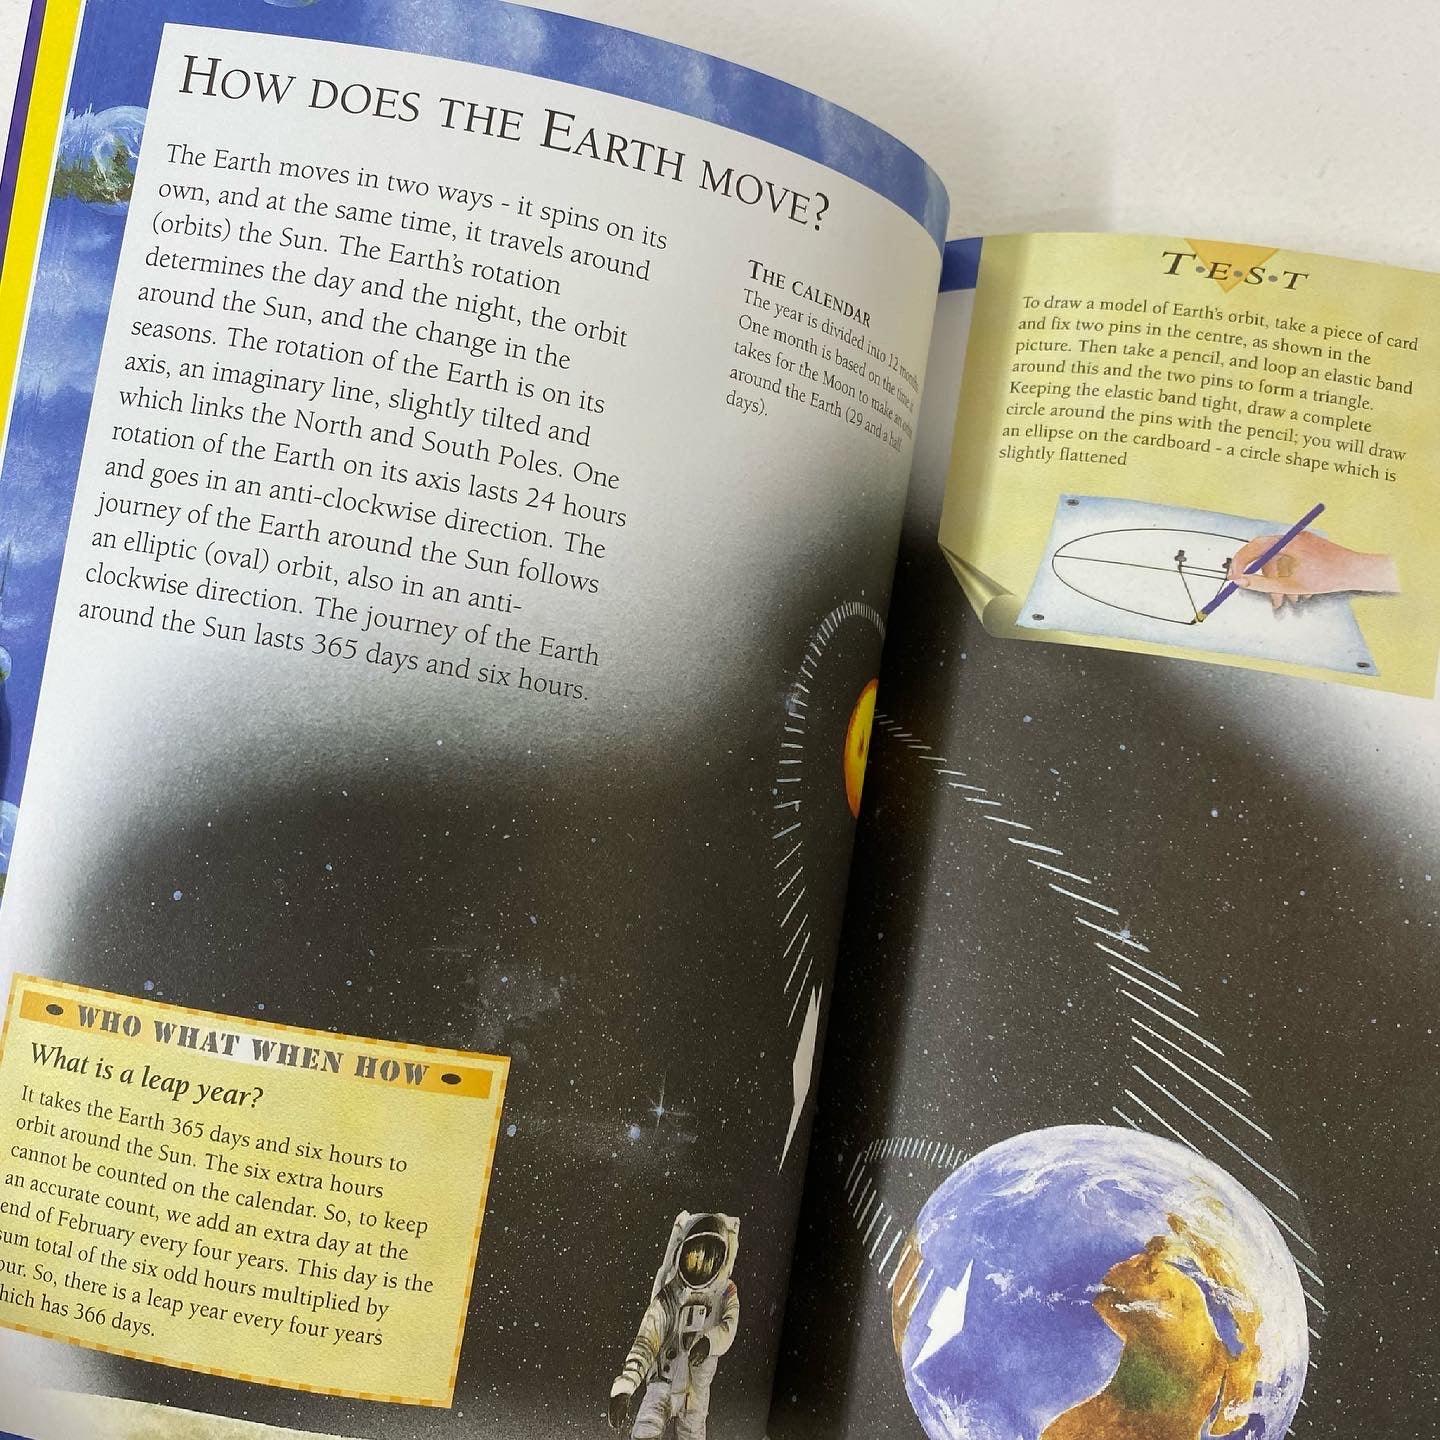 HOW DOES THE EARTH MOVE?
The Earth moves in two ways - it spins on its
own, and at the same time, it travels around
(orbits) the Sun. The Earth's rotation
determines the day and the night, the orbit
around the Sun, and the change in the
seasons. The rotation of the Earth is on its
axis, an imaginary line, slightly tilted and
which links the North and South Poles. One
rotation of the Earth on its axis lasts 24 hours
and goes in an anti-clockwise direction. The
journey of the Earth around the Sun follows
an elliptic (oval) orbit, also in an anti-
clockwise direction. The journey of the Earth
around the Sun lasts 365 days and six hours.
THE CALENDAR
The year is divided into 12 months.
One month is based on the time it
takes for the Moon to make an orbit
around the Earth (29 and a half
days).
WHO WHAT WHEN HOW
What is a leap year?
It takes the Earth 365 days and six hours to
orbit around the Sun. The six extra hours
cannot be counted on the calendar. So, to keep
an accurate count, we add an extra day at the
end of February every four years. This day is the
sum total of the six odd hours multiplied by
our. So, there is a leap year every four years
hich has 366 days.
T•E•S•T
To draw a model of Earth's orbit, take a piece of card
and fix two pins in the centre, as shown in the
picture. Then take a pencil, and loop an elastic band
around this and the two pins to form a triangle.
Keeping the elastic band tight, draw a complete
circle around the pins with the pencil; you will draw
an ellipse on the cardboard - a circle shape which is
slightly flattened